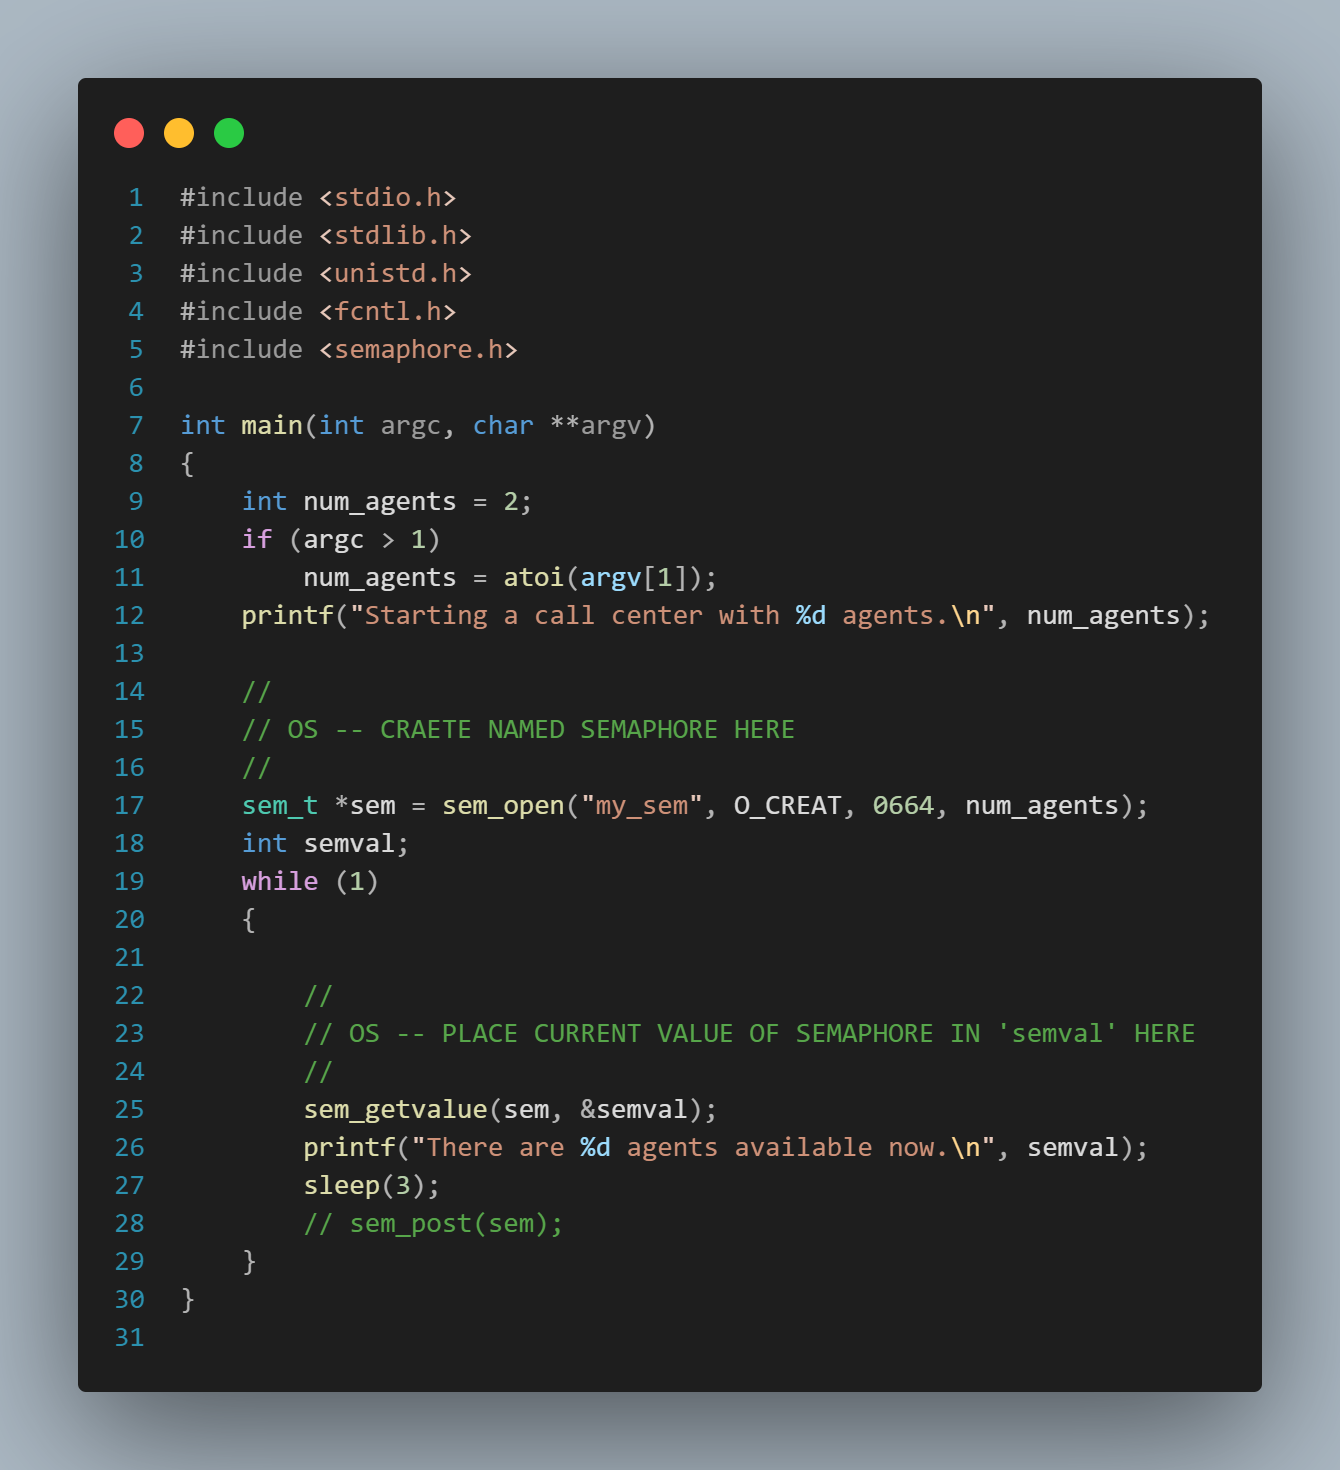 1 #include <stdio.h>
2 #include <stdlib.h>
3 #include <unistd.h>
4 #include <fcntl.h>
5 #include <semaphore.h>
6
7 int main(int argc, char **argv)
8 {
9     int num_agents = 2;
10     if (argc > 1)
11         num_agents = atoi(argv[1]);
12     printf("Starting a call center with %d agents.\n", num_agents);
13
14     //
15     // OS -- CRAETE NAMED SEMAPHORE HERE
16     //
17     sem_t *sem = sem_open("my_sem", O_CREAT, 0664, num_agents);
18     int semval;
19     while (1)
20     {
21
22         //
23         // OS -- PLACE CURRENT VALUE OF SEMAPHORE IN 'semval' HERE
24         //
25         sem_getvalue(sem, &semval);
26         printf("There are %d agents available now.\n", semval);
27         sleep(3);
28         // sem_post(sem);
29     }
30 }
31